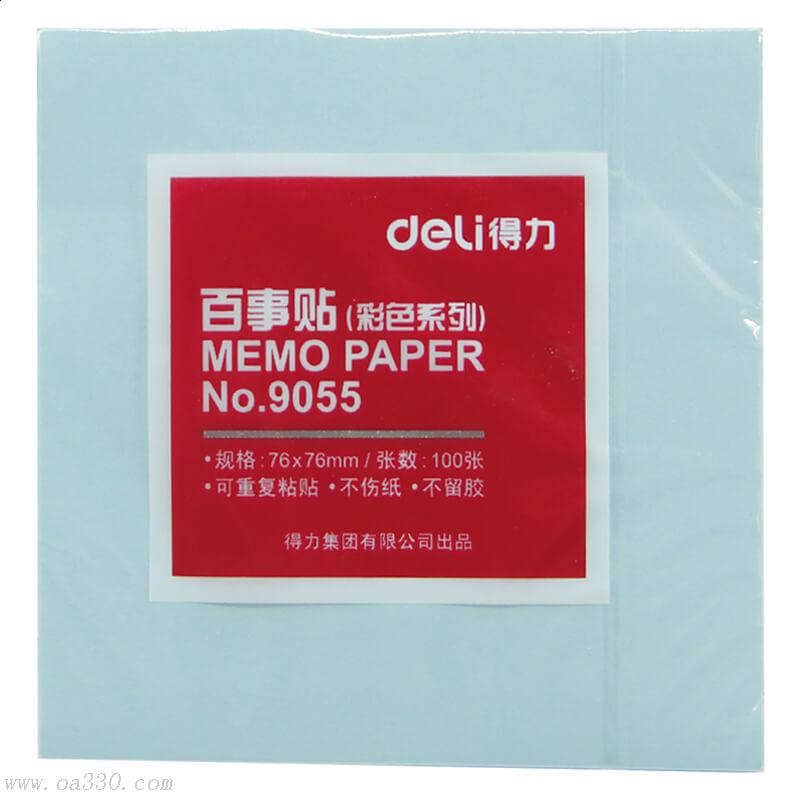 deli得力
百事贴(彩色系列)
MEMO PAPER
No.9055
•规格:76x76mm/张数:100张
•可重复粘贴•不伤纸•不留胶
得力集团有限公司出品
www.oa330.com